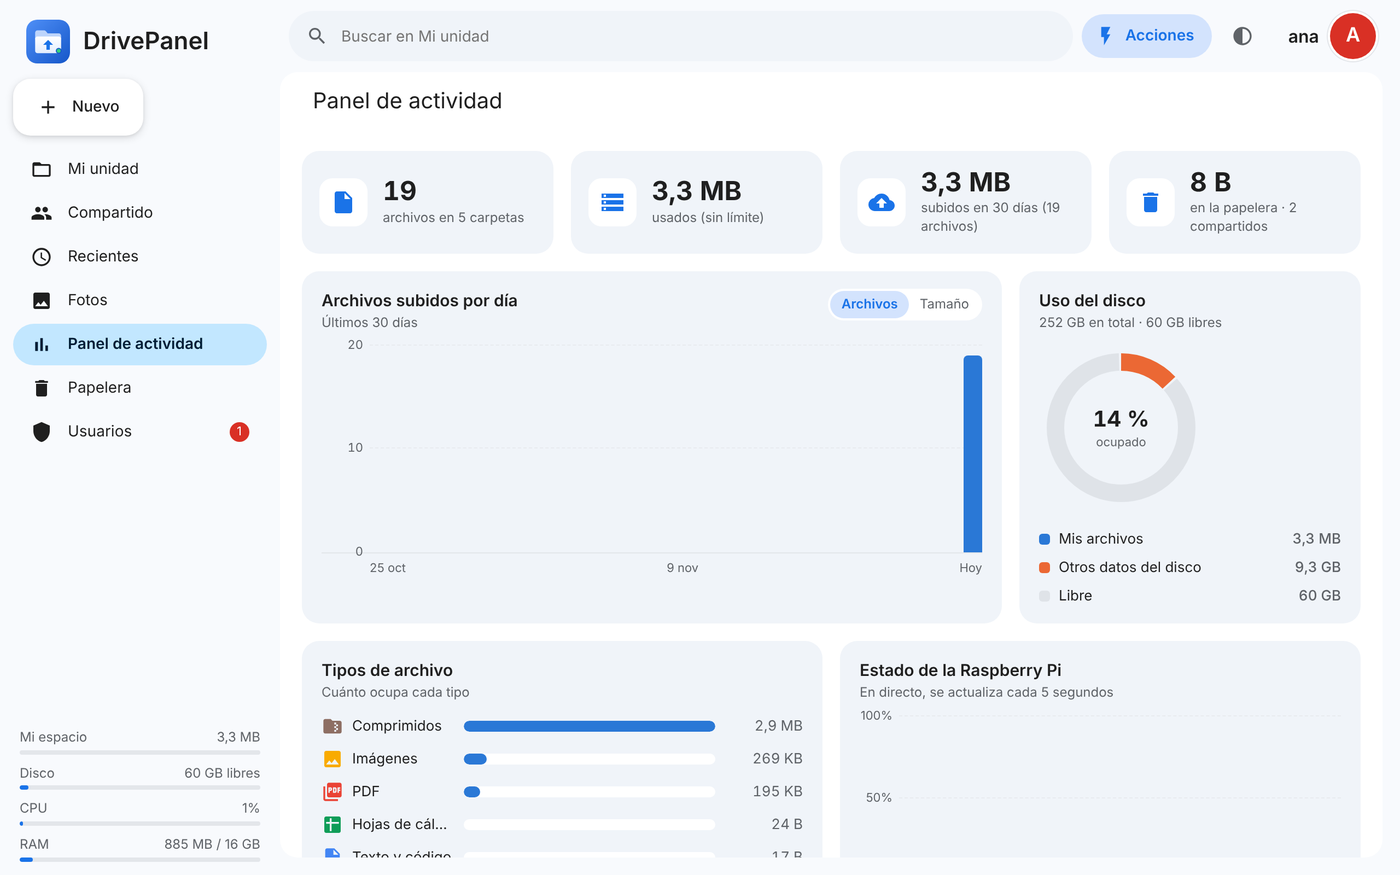 DrivePanel
Buscar en Mi unidad
Acciones
ana
A
Nuevo
Mi unidad
Compartido
Recientes
Fotos
Panel de actividad
Papelera
Usuarios
1
Mi espacio 3,3 MB
Disco 60 GB libres
CPU 1%
RAM 885 MB / 16 GB
Panel de actividad
19
archivos en 5 carpetas
3,3 MB
usados (sin límite)
3,3 MB
subidos en 30 días (19
archivos)
8 B
en la papelera · 2
compartidos
Archivos subidos por día
Últimos 30 días
Archivos Tamaño
20
10
0
25 oct 9 nov Hoy
Uso del disco
252 GB en total · 60 GB libres
14 %
ocupado
Mis archivos 3,3 MB
Otros datos del disco 9,3 GB
Libre 60 GB
Tipos de archivo
Cuánto ocupa cada tipo
Comprimidos 2,9 MB
Imágenes 269 KB
PDF PDF 195 KB
Hojas de cál... 24 B
Texto y código 17 B
Estado de la Raspberry Pi
En directo, se actualiza cada 5 segundos
100%
50%